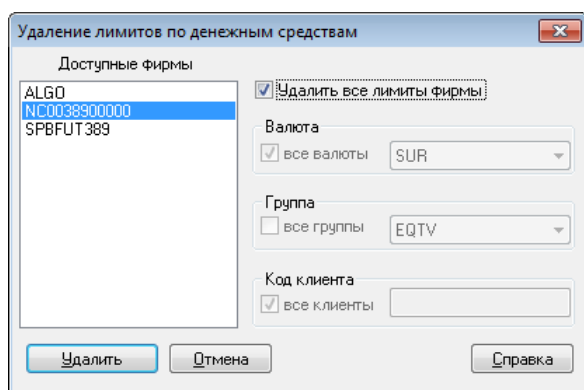 Удаление лимитов по денежным средствам
Доступные фирмы
ALGO
NC0038900000
SPBFUT389
Удалить все лимиты фирмы
Валюта
все валюты
SUR
Группа
все группы
EQTV
Код клиента
все клиенты
Удалить
Отмена
Справка